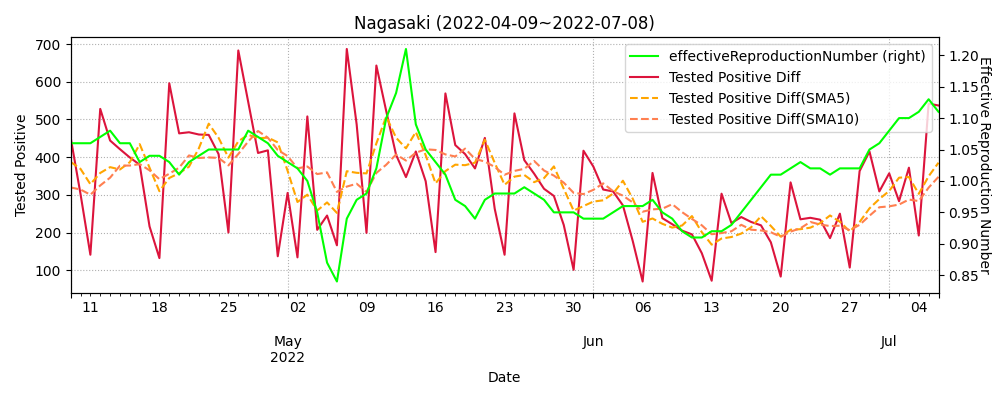 Nagasaki (2022-04-09~2022-07-08)
effectiveReproductionNumber (right)
Tested Positive Diff
Tested Positive Diff(SMA5)
Tested Positive Diff(SMA10)
Tested Positive
700
600
500
400
300
200
100
Effective Reproduction Number
1.20
1.15
1.10
1.05
1.00
0.95
0.90
0.85
11 18 25 02 09 16 23 30 06 13 20 27 04
May Jun Jul
2022
Date